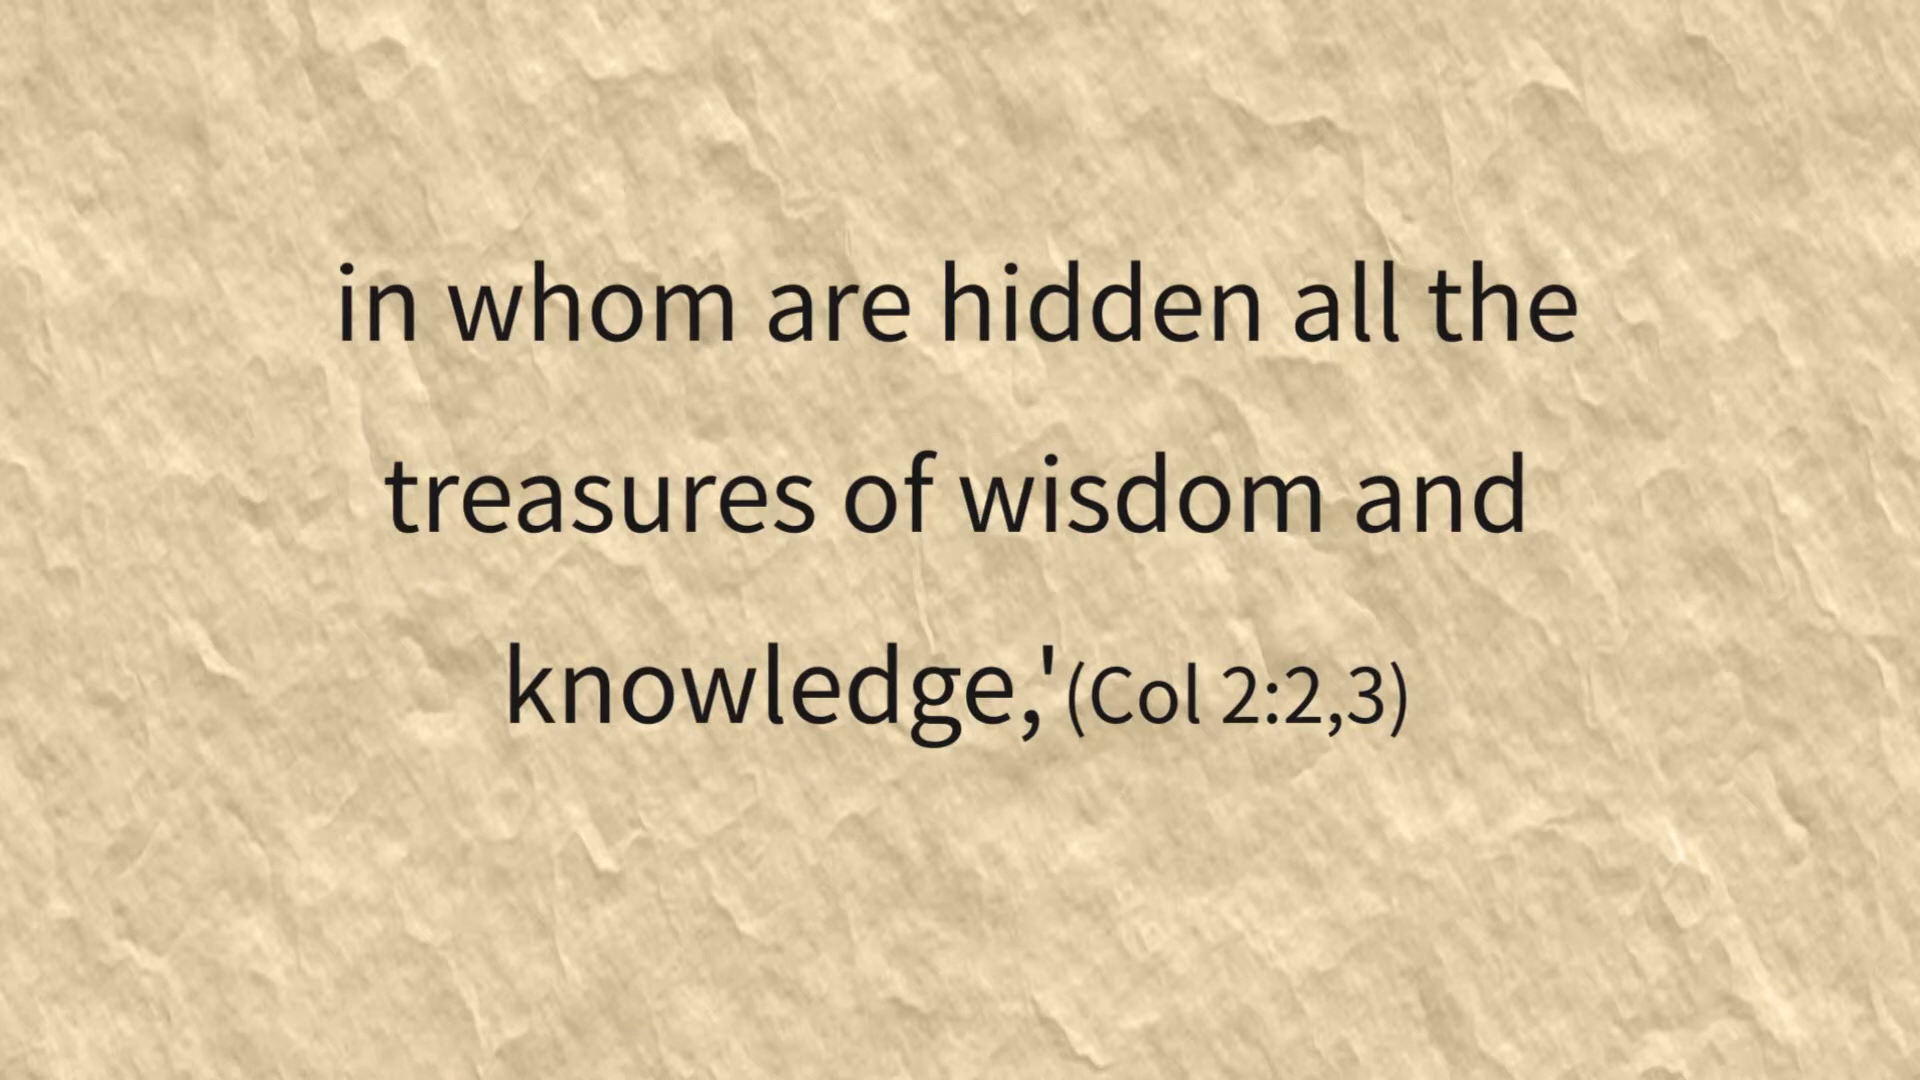 in whom are hidden all the
treasures of wisdom and
knowledge,'(Col 2:2,3)